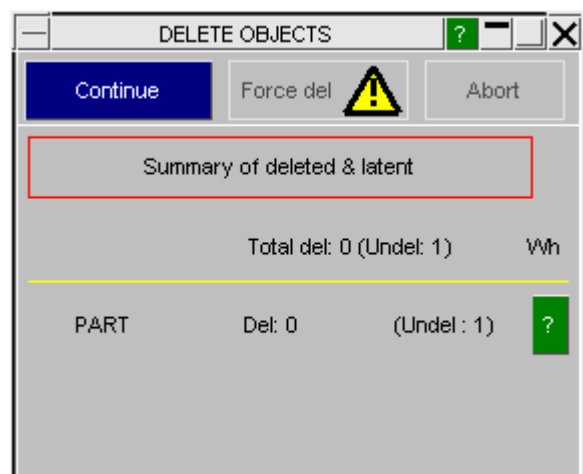 DELETE OBJECTS ?
Continue Force del Abort
Summary of deleted & latent
Total del: 0 (Undel: 1) Wh
PART Del: 0 (Undel : 1) ?